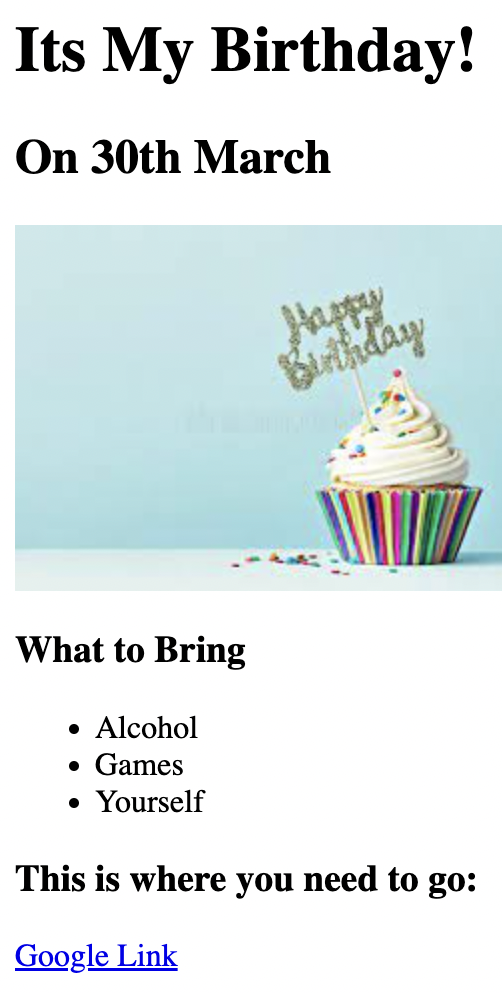 Its My Birthday!
On 30th March
Happy
Birthday
What to Bring
Alcohol
Games
Yourself
This is where you need to go:
Google Link